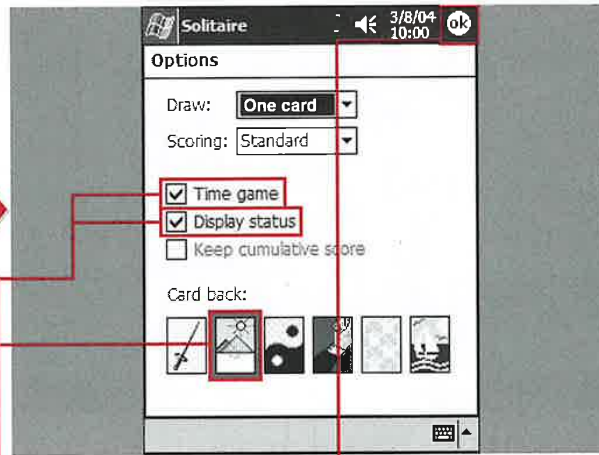 Solitaire
3/8/04
10:00
ok
Options
Draw: One card
Scoring: Standard
Time game
Display status
Keep cumulative score
Card back: